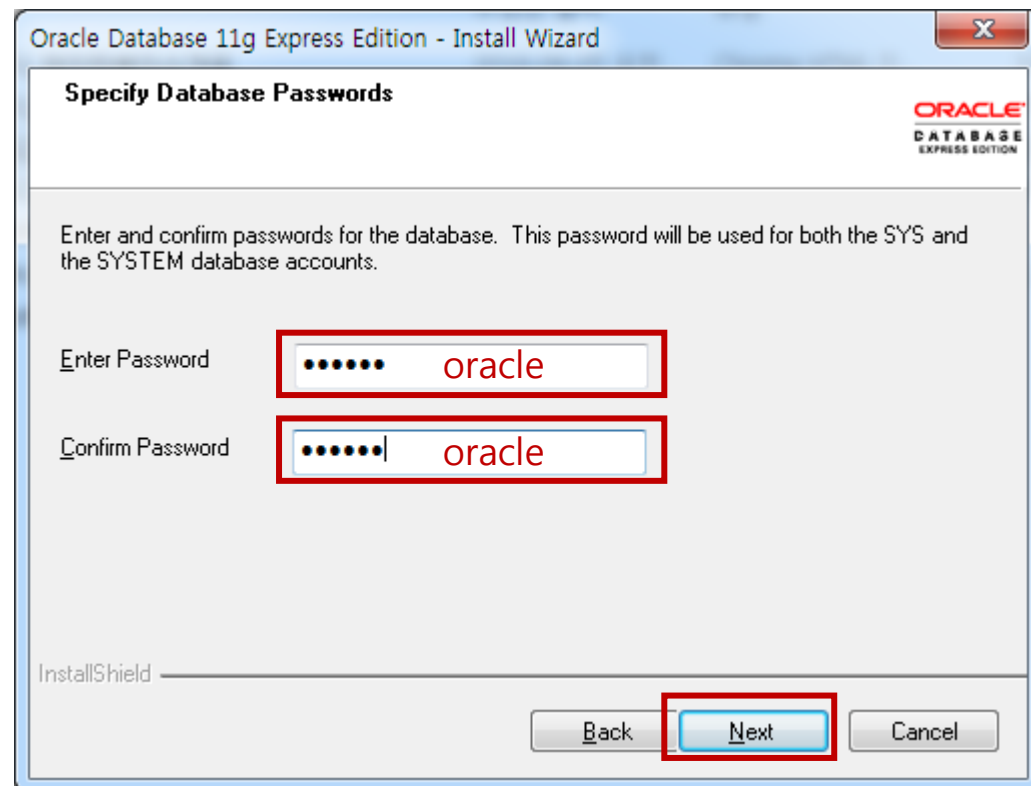 Oracle Database 11g Express Edition - Install Wizard
Specify Database Passwords
ORACLE
DATABASE
EXPRESS EDITION
Enter and confirm passwords for the database. This password will be used for both the SYS and
the SYSTEM database accounts.
Enter Password
•••••• oracle
Confirm Password
•••••• oracle
InstallShield
Back Next Cancel